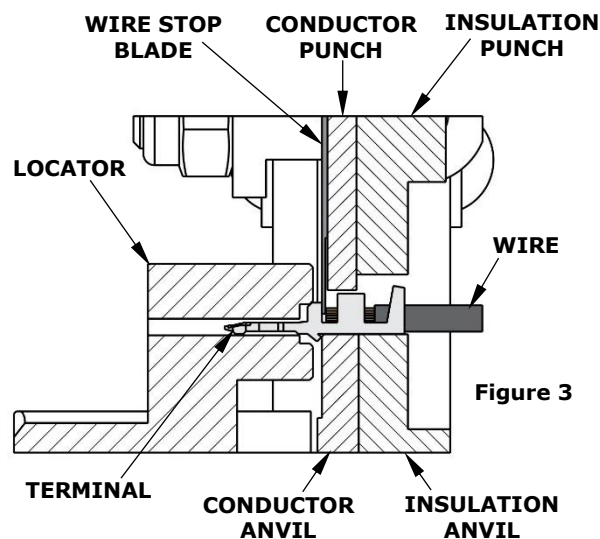 WIRE STOP
BLADE
CONDUCTOR
PUNCH
INSULATION
PUNCH
LOCATOR
WIRE
Figure 3
TERMINAL
CONDUCTOR
ANVIL
INSULATION
ANVIL